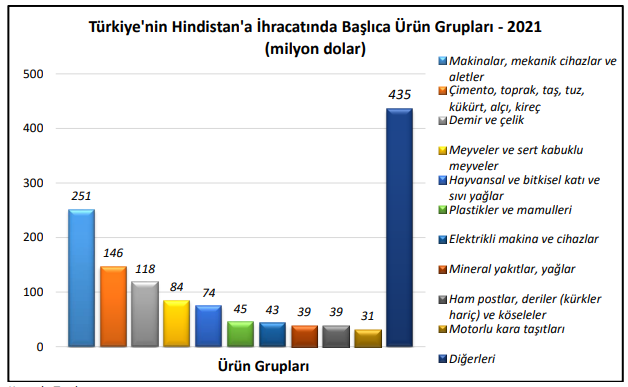 Türkiye'nin Hindistan'a İhracatında Başlıca Ürün Grupları - 2021
(milyon dolar)
500
400
300
200
100
0
251
146
118
84
74
45
43
39
39
31
435
Ürün Grupları
Makinalar, mekanik cihazlar ve
aletler
Çimento, toprak, taş, tuz,
kükürt, alçı, kireç
Demir ve çelik
Meyveler ve sert kabuklu
meyveler
Hayvansal ve bitkisel katı ve
sıvı yağlar
Plastikler ve mamulleri
Elektrikli makina ve cihazlar
Mineral yakıtlar, yağlar
Ham postlar, deriler (kürkler
hariç) ve köseleler
Motorlu kara taşıtları
Diğerleri